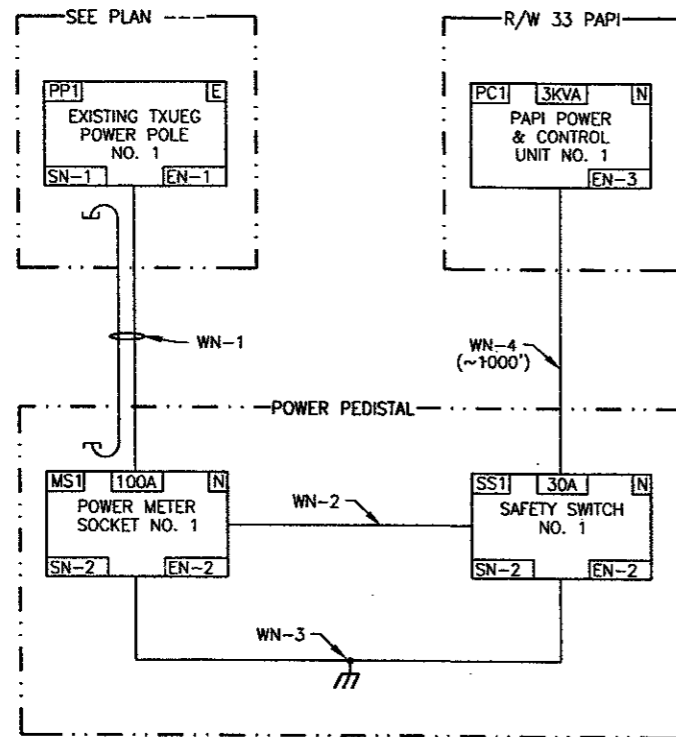 SEE PLAN
R/W 33 PAPI
PP1 E
EXISTING TXUEG
POWER POLE
NO. 1
SN-1 EN-1
PC1 3KVA N
PAPI POWER
& CONTROL
UNIT NO. 1
EN-3
WN-1
WN-4
(~1000')
POWER PEDISTAL
MS1 100A N
POWER METER
SOCKET NO. 1
SN-2 EN-2
WN-2
SS1 30A N
SAFETY SWITCH
NO. 1
SN-2 EN-2
WN-3